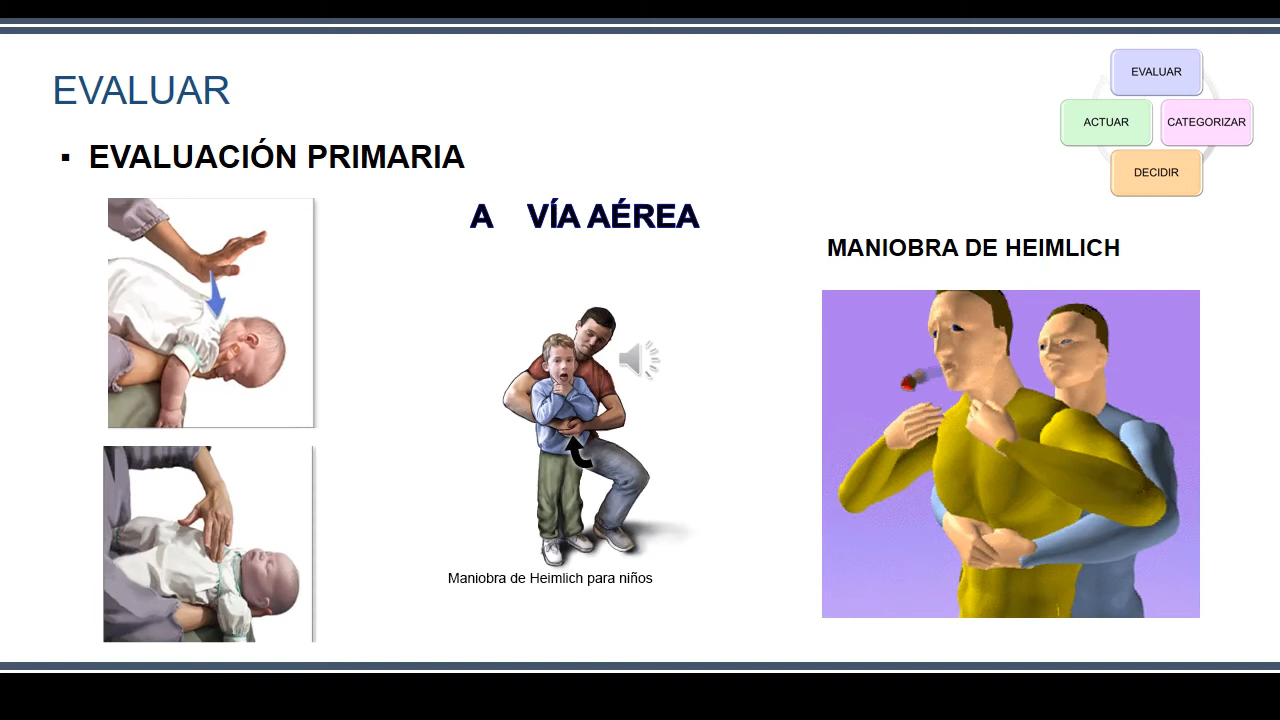 EVALUAR
EVALUAR
ACTUAR
CATEGORIZAR
DECIDIR
▪ EVALUACIÓN PRIMARIA
A VÍA AÉREA
MANIOBRA DE HEIMLICH
Maniobra de Heimlich para niños